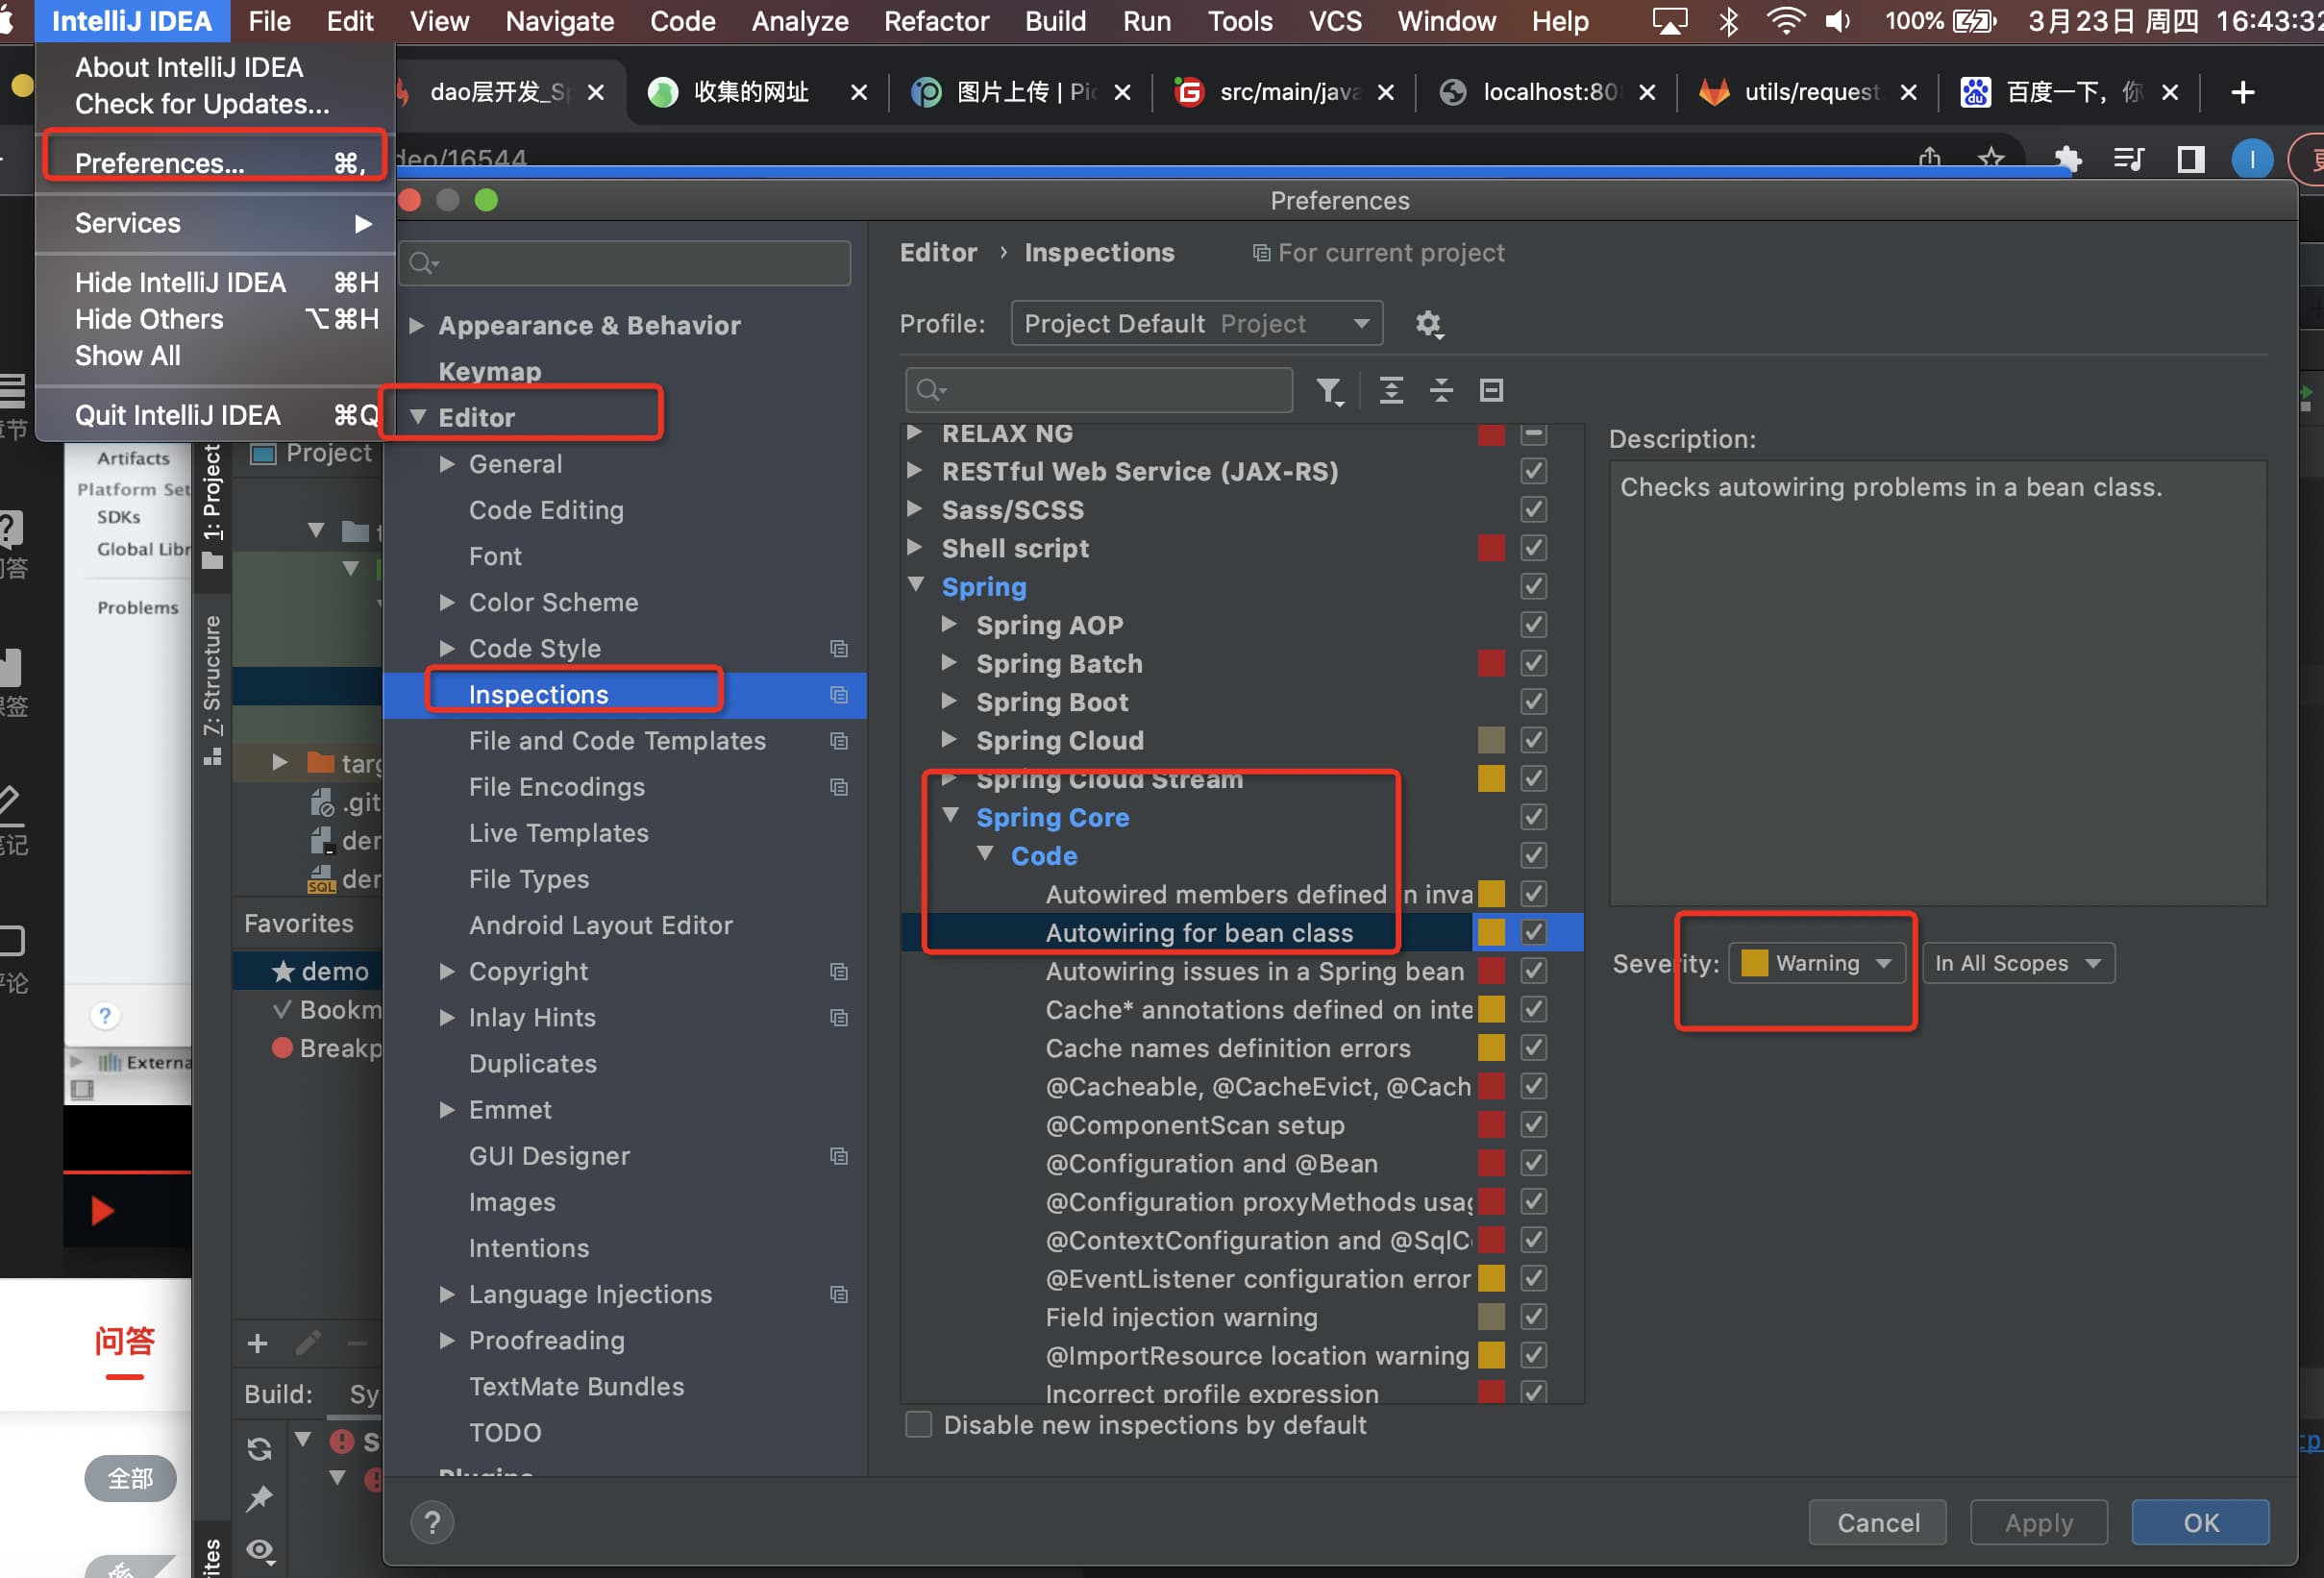 IntelliJ IDEA File Edit View Navigate Code Analyze Refactor Build Run Tools VCS Window Help 100% 3月23日 周四 16:43:32
About IntelliJ IDEA
Check for Updates...
Preferences... ⌘,
Services
Hide IntelliJ IDEA ⌘H
Hide Others ⌥⌘H
Show All
Quit IntelliJ IDEA ⌘Q
dao层开发_S 收集的网址 图片上传 | Pic src/main/java localhost:80 utils/request 百度一下，你
deo/16544
Artifacts
Platform Set
SDKs
Global Libr
Problems
?
Externa
问答
全部
1: Project
Z: Structure
Project
targ
.git
SQL
Favorites
demo
Bookm
Breakp
Build: Sy
Preferences
Appearance & Behavior
Keymap
Editor
General
Code Editing
Font
Color Scheme
Code Style
Inspections
File and Code Templates
File Encodings
Live Templates
File Types
Android Layout Editor
Copyright
Inlay Hints
Duplicates
Emmet
GUI Designer
Images
Intentions
Language Injections
Proofreading
TextMate Bundles
TODO
Plugins
?
Editor › Inspections For current project
Profile: Project Default Project
RELAX NG
RESTful Web Service (JAX-RS)
Sass/SCSS
Shell script
Spring
Spring AOP
Spring Batch
Spring Boot
Spring Cloud
Spring Cloud Stream
Spring Core
Code
Autowired members defined in inva
Autowiring for bean class
Autowiring issues in a Spring bean
Cache* annotations defined on inte
Cache names definition errors
@Cacheable, @CacheEvict, @Cach
@ComponentScan setup
@Configuration and @Bean
@Configuration proxyMethods usag
@ContextConfiguration and @SqlC
@EventListener configuration error
Field injection warning
@ImportResource location warning
Incorrect profile expression
Disable new inspections by default
Description:
Checks autowiring problems in a bean class.
Severity: Warning In All Scopes
Cancel Apply OK